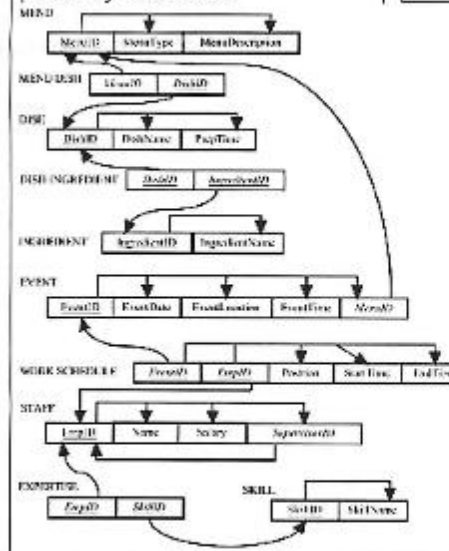 MENU
MenuID MenuType MenuDescription
MENU DISH MenuID DishID
DISH
DishID DishName PrepTime
DISH INGREDIENT DishID IngredientID
INGREDIENT IngredientID IngredientName
EVENT
EventID EventDate EventLocation EventTime MenuID
WORK SCHEDULE EventID EmpID Position StartTime EndTime
STAFF
EmpID Name Salary SupervisorID
EXPERTISE SKILL
EmpID SkillID SkillID SkillName